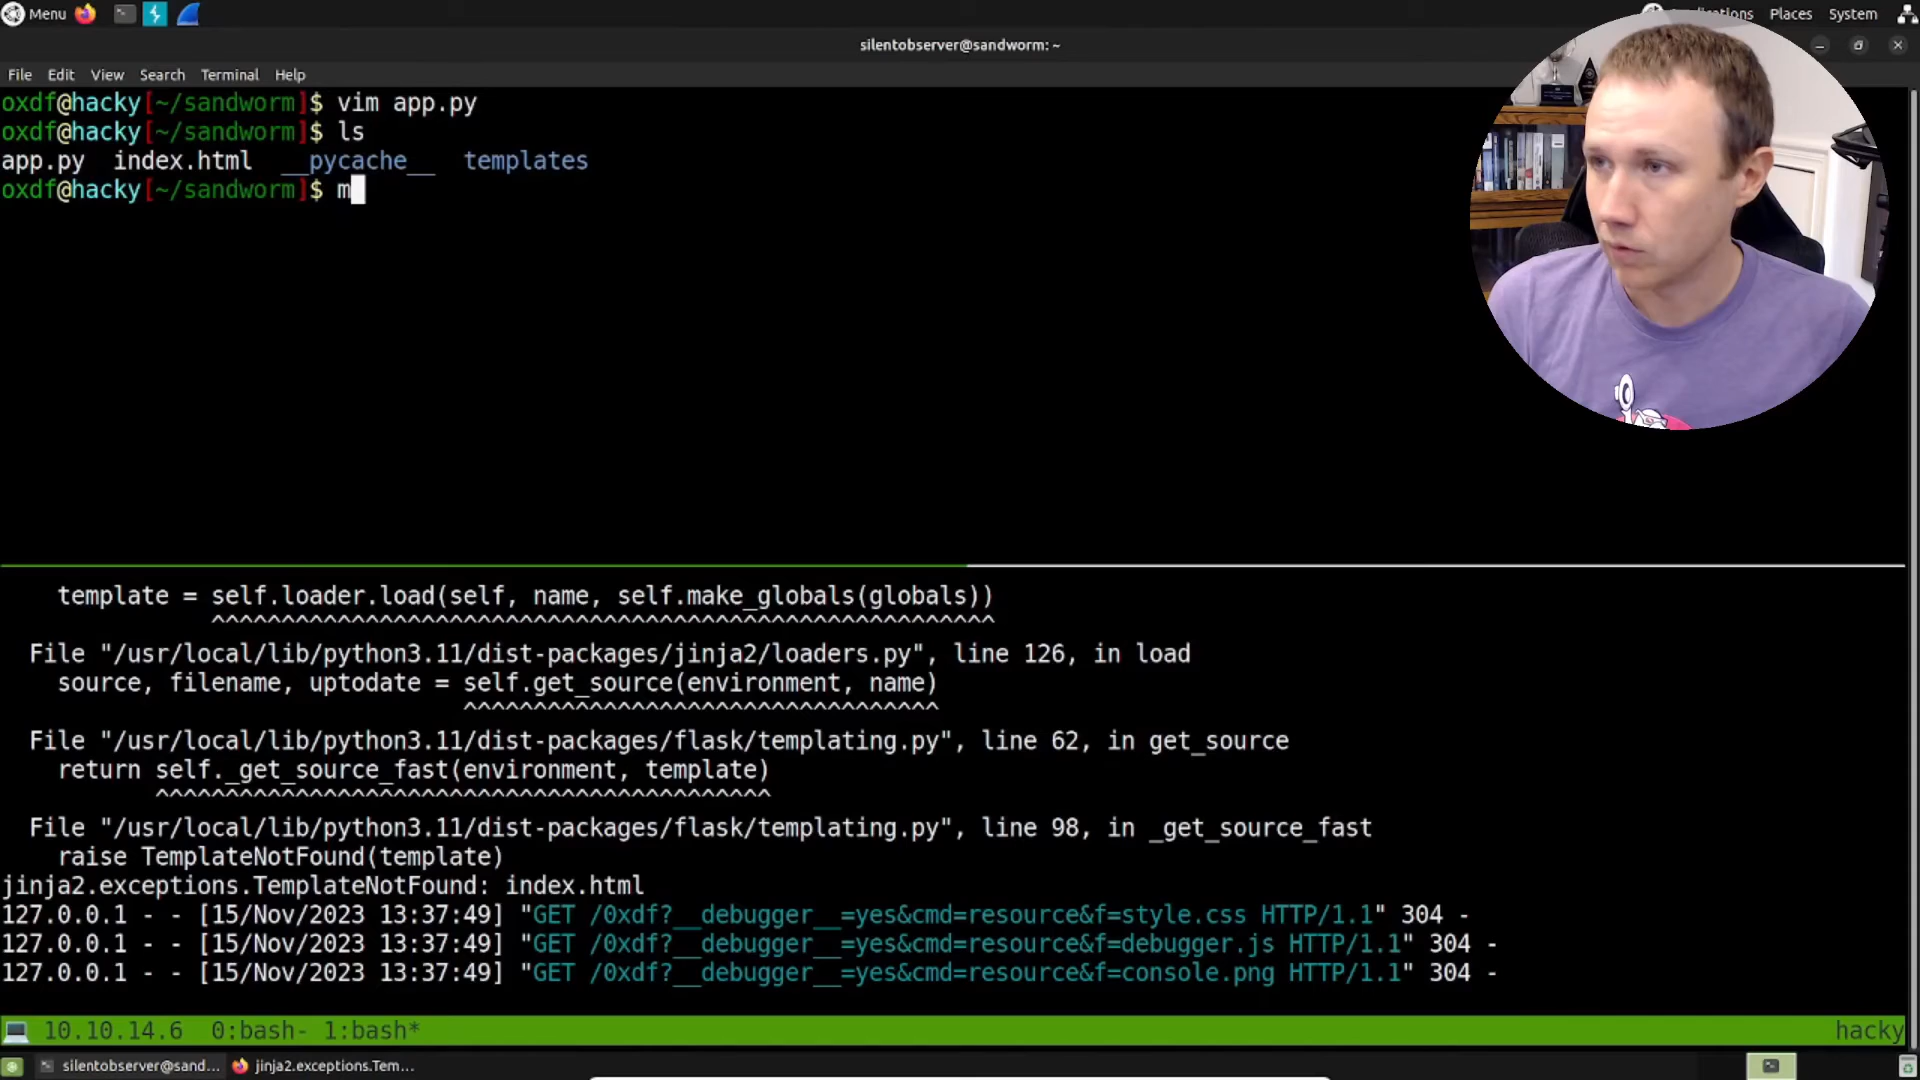 Menu
Places System
silentobserver@sandworm: ~
File Edit View Search Terminal Help
oxdf@hacky[~/sandworm]$ vim app.py
oxdf@hacky[~/sandworm]$ ls
app.py index.html __pycache__ templates
oxdf@hacky[~/sandworm]$ m
template = self.loader.load(self, name, self.make_globals(globals))
^^^^^^^^^^^^^^^^^^^^^^^^^^^^^^^^^^^^^^^^^^^^^^^^^^^^^^^^
File "/usr/local/lib/python3.11/dist-packages/jinja2/loaders.py", line 126, in load
source, filename, uptodate = self.get_source(environment, name)
^^^^^^^^^^^^^^^^^^^^^^^^^^^^^^^^^^
File "/usr/local/lib/python3.11/dist-packages/flask/templating.py", line 62, in get_source
return self._get_source_fast(environment, template)
^^^^^^^^^^^^^^^^^^^^^^^^^^^^^^^^^^^^^^^^^^^^
File "/usr/local/lib/python3.11/dist-packages/flask/templating.py", line 98, in _get_source_fast
raise TemplateNotFound(template)
jinja2.exceptions.TemplateNotFound: index.html
127.0.0.1 - - [15/Nov/2023 13:37:49] "GET /0xdf?__debugger__=yes&cmd=resource&f=style.css HTTP/1.1" 304 -
127.0.0.1 - - [15/Nov/2023 13:37:49] "GET /0xdf?__debugger__=yes&cmd=resource&f=debugger.js HTTP/1.1" 304 -
127.0.0.1 - - [15/Nov/2023 13:37:49] "GET /0xdf?__debugger__=yes&cmd=resource&f=console.png HTTP/1.1" 304 -
10.10.14.6 0:bash- 1:bash* hacky
silentobserver@sand... jinja2.exceptions.Tem...